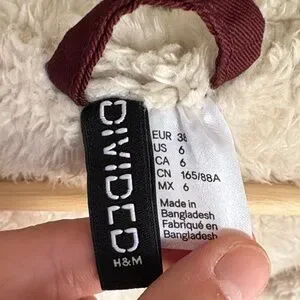 DIVIDED
H&M
EUR 38
US 6
CA 6
CN 165/88A
MX 6
Made in
Bangladesh
Fabriqué en
Bangladesh